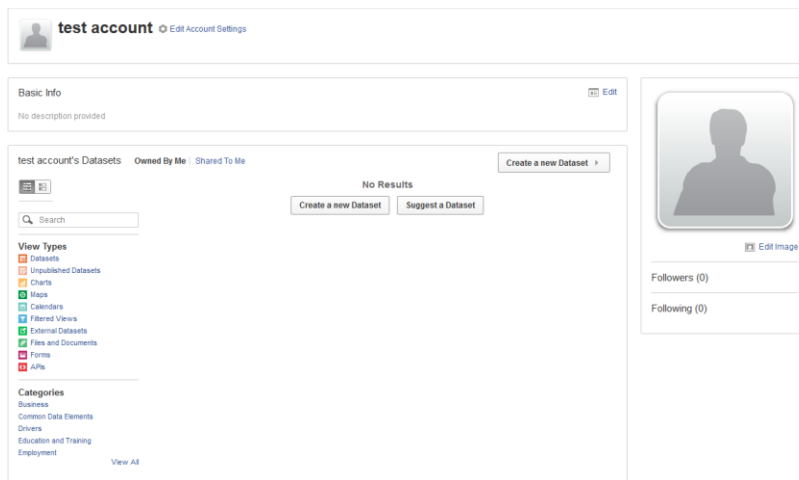 test account Edit Account Settings
Basic Info Edit
No description provided
test account's Datasets Owned By Me Shared To Me Create a new Dataset
No Results
Create a new Dataset Suggest a Dataset
Search
View Types
Datasets
Unpublished Datasets
Charts
Maps
Calendars
Filtered Views
External Datasets
Files and Documents
Forms
APIs
Categories
Business
Common Data Elements
Drivers
Education and Training
Employment
View All
Edit Image
Followers (0)
Following (0)